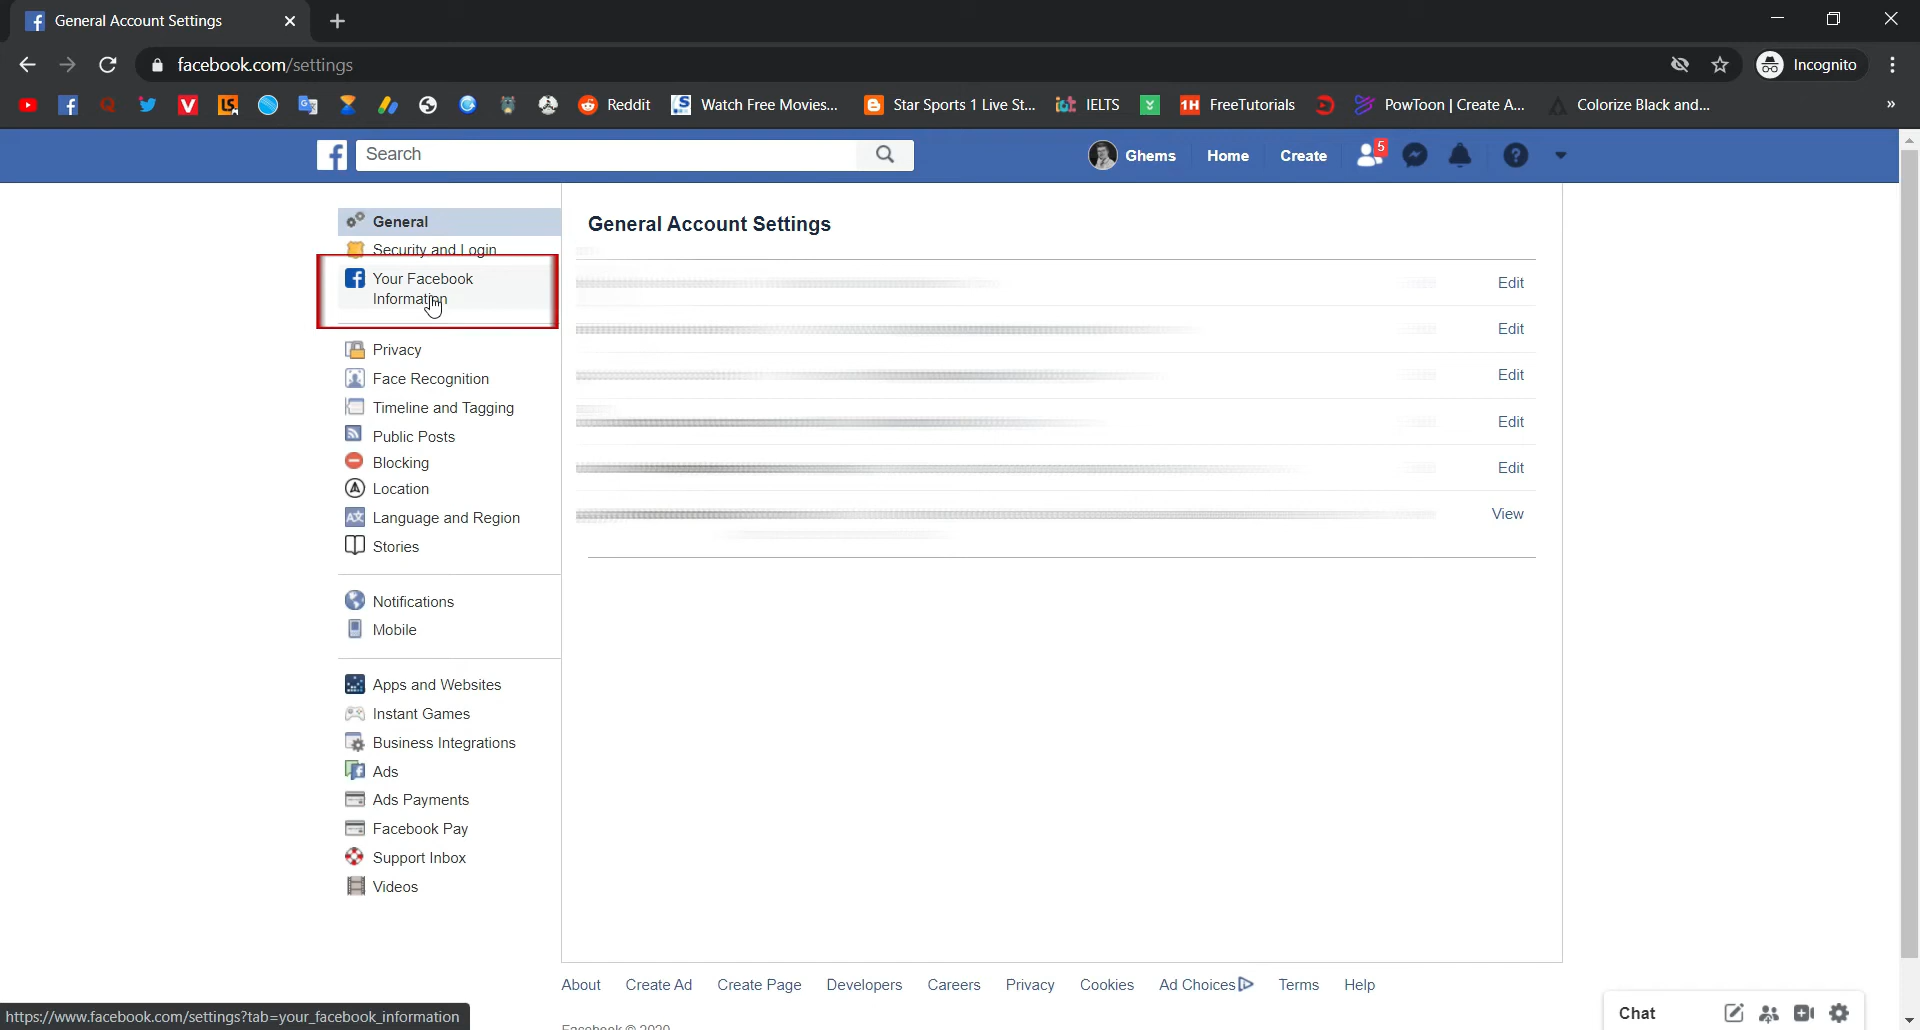 General Account Settings
facebook.com/settings
Incognito
Reddit
Watch Free Movies...
Star Sports 1 Live St...
IELTS
1H FreeTutorials
PowToon | Create A...
Colorize Black and...
»
Search
Ghems
Home
Create
5
General
Security and Login
Your Facebook
Information
Privacy
Face Recognition
Timeline and Tagging
Public Posts
Blocking
Location
Language and Region
Stories
Notifications
Mobile
Apps and Websites
Instant Games
Business Integrations
Ads
Ads Payments
Facebook Pay
Support Inbox
Videos
General Account Settings
Edit
Edit
Edit
Edit
Edit
View
About Create Ad Create Page Developers Careers Privacy Cookies Ad Choices Terms Help
Facebook © 2020
Chat
https://www.facebook.com/settings?tab=your_facebook_information